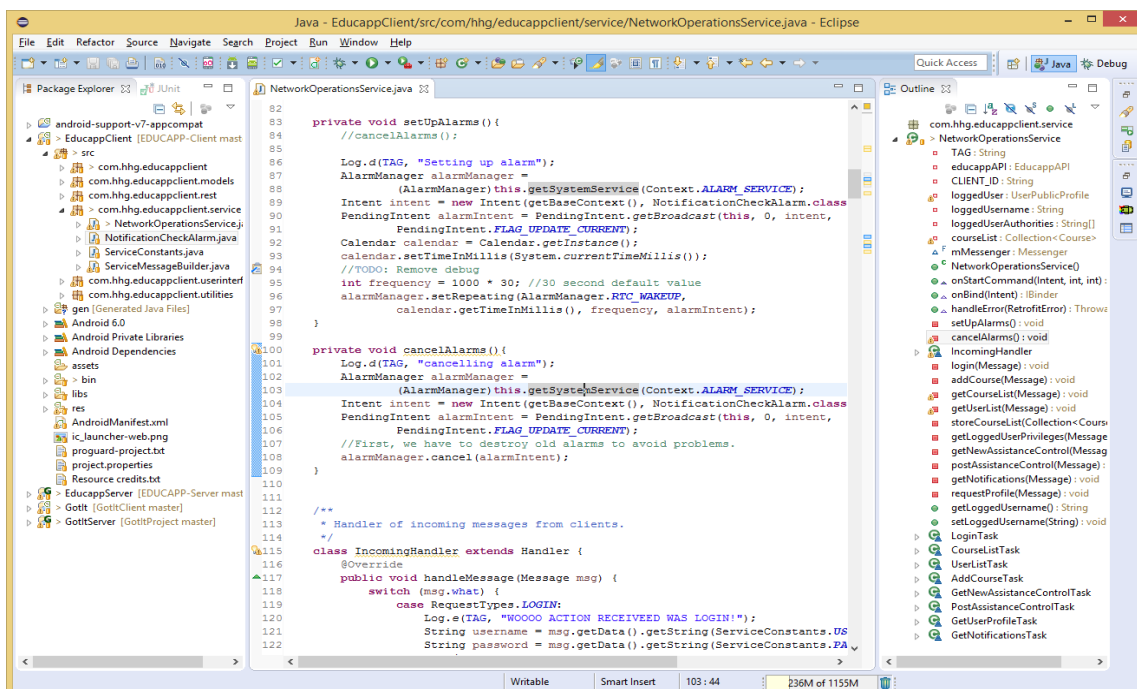 Java - EducappClient/src/com/hhg/educappclient/service/NetworkOperationsService.java - Eclipse
File Edit Refactor Source Navigate Search Project Run Window Help
Quick Access Java Debug
Package Explorer JUnit
android-support-v7-appcompat
> EducappClient [EDUCAPP-Client mast
> src
> com.hhg.educappclient
com.hhg.educappclient.models
com.hhg.educappclient.rest
> com.hhg.educappclient.service
> NetworkOperationsService.j
NotificationCheckAlarm.java
ServiceConstants.java
ServiceMessageBuilder.java
com.hhg.educappclient.userinterf
com.hhg.educappclient.utilities
gen [Generated Java Files]
Android 6.0
Android Private Libraries
Android Dependencies
assets
> bin
libs
res
AndroidManifest.xml
ic_launcher-web.png
proguard-project.txt
project.properties
Resource credits.txt
> EducappServer [EDUCAPP-Server mast
> GotIt [GotItClient master]
> GotItServer [GotItProject master]
NetworkOperationsService.java
82
83 private void setUpAlarms(){
84 //cancelAlarms();
85
86 Log.d(TAG, "Setting up alarm");
87 AlarmManager alarmManager =
88 (AlarmManager)this.getSystemService(Context.ALARM_SERVICE);
89 Intent intent = new Intent(getBaseContext(), NotificationCheckAlarm.class
90 PendingIntent alarmIntent = PendingIntent.getBroadcast(this, 0, intent,
91 PendingIntent.FLAG_UPDATE_CURRENT);
92 Calendar calendar = Calendar.getInstance();
93 calendar.setTimeInMillis(System.currentTimeMillis());
94 //TODO: Remove debug
95 int frequency = 1000 * 30; //30 second default value
96 alarmManager.setRepeating(AlarmManager.RTC_WAKEUP,
97 calendar.getTimeInMillis(), frequency, alarmIntent);
98 }
99
100 private void cancelAlarms(){
101 Log.d(TAG, "cancelling alarm");
102 AlarmManager alarmManager =
103 (AlarmManager)this.getSystemService(Context.ALARM_SERVICE);
104 Intent intent = new Intent(getBaseContext(), NotificationCheckAlarm.class
105 PendingIntent alarmIntent = PendingIntent.getBroadcast(this, 0, intent,
106 PendingIntent.FLAG_UPDATE_CURRENT);
107 //First, we have to destroy old alarms to avoid problems.
108 alarmManager.cancel(alarmIntent);
109 }
110
111
112 /**
113 * Handler of incoming messages from clients.
114 */
115 class IncomingHandler extends Handler {
116 @Override
117 public void handleMessage(Message msg) {
118 switch (msg.what) {
119 case RequestTypes.LOGIN:
120 Log.e(TAG, "WOOOO ACTION RECEIVEED WAS LOGIN!");
121 String username = msg.getData().getString(ServiceConstants.US
122 String password = msg.getData().getString(ServiceConstants.PA
Outline
com.hhg.educappclient.service
> NetworkOperationsService
TAG : String
educappAPI : EducappAPI
CLIENT_ID : String
loggedUser : UserPublicProfile
loggedUsername : String
loggedUserAuthorities : String[]
courseList : Collection<Course>
mMessenger : Messenger
NetworkOperationsService()
onStartCommand(Intent, int, int) :
onBind(Intent) : IBinder
handleError(RetrofitError) : Throwa
setUpAlarms() : void
cancelAlarms() : void
IncomingHandler
login(Message) : void
addCourse(Message) : void
getCourseList(Message) : void
getUserList(Message) : void
storeCourseList(Collection<Cours
getLoggedUserPrivileges(Message
getNewAssistanceControl(Messag
postAssistanceControl(Message) :
getNotifications(Message) : void
requestProfile(Message) : void
getLoggedUsername() : String
setLoggedUsername(String) : void
LoginTask
CourseListTask
UserListTask
AddCourseTask
GetNewAssistanceControlTask
PostAssistanceControlTask
GetUserProfileTask
GetNotificationsTask
Writable Smart Insert 103 : 44 236M of 1155M